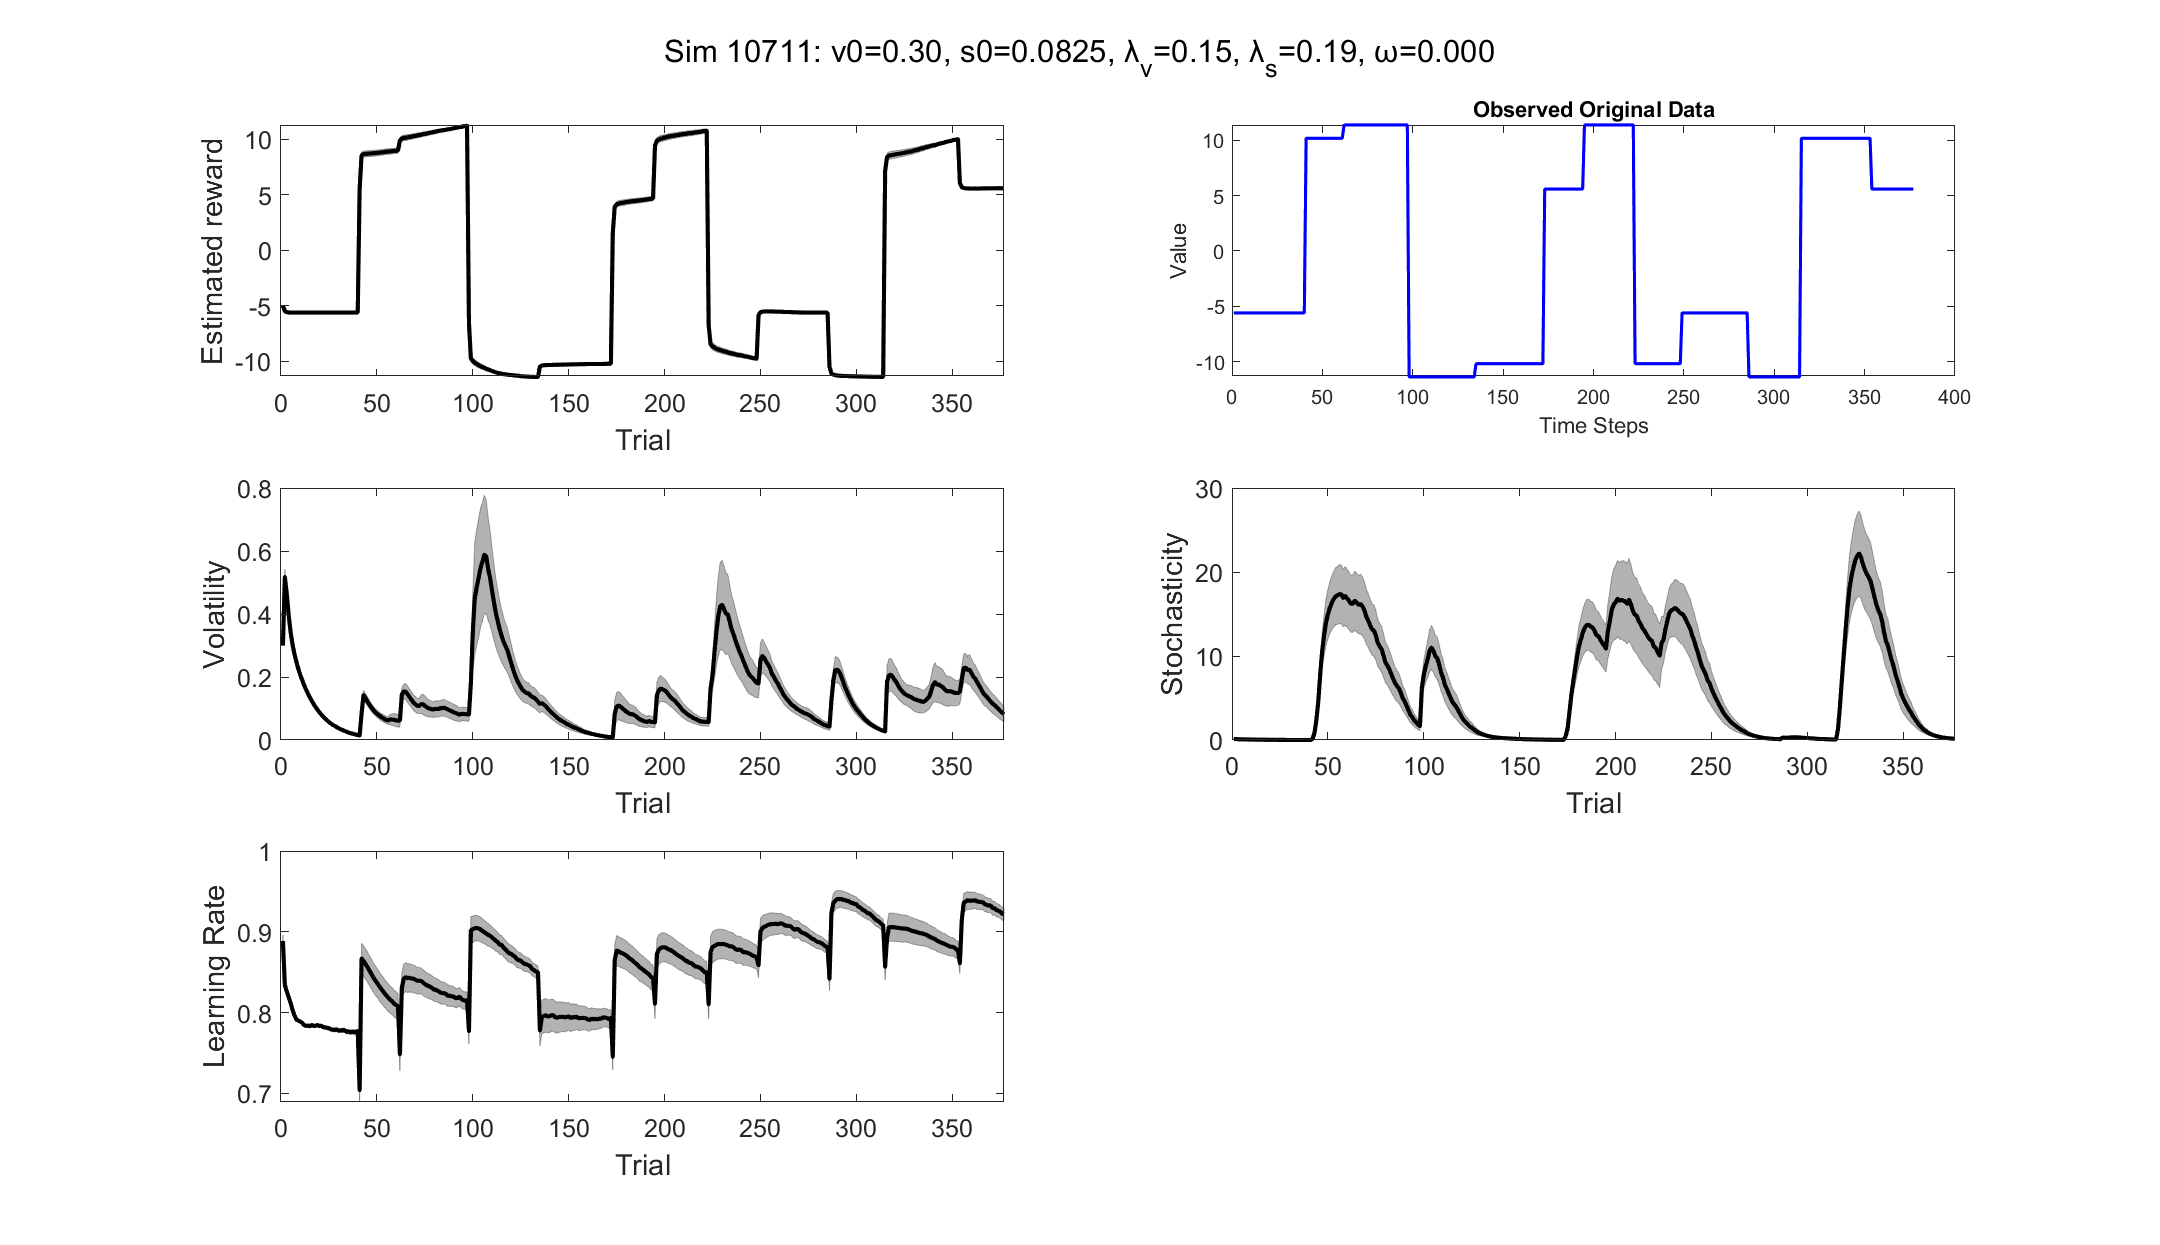 Sim 10711: v0=0.30, s0=0.0825, λv=0.15, λs=0.19, ω=0.000
Estimated reward
10
5
0
-5
-10
0 50 100 150 200 250 300 350
Trial
Observed Original Data
Value
10
5
0
-5
-10
0 50 100 150 200 250 300 350 400
Time Steps
Volatility
0.8
0.6
0.4
0.2
0
0 50 100 150 200 250 300 350
Trial
Stochasticity
30
20
10
0
0 50 100 150 200 250 300 350
Trial
Learning Rate
1
0.9
0.8
0.7
0 50 100 150 200 250 300 350
Trial